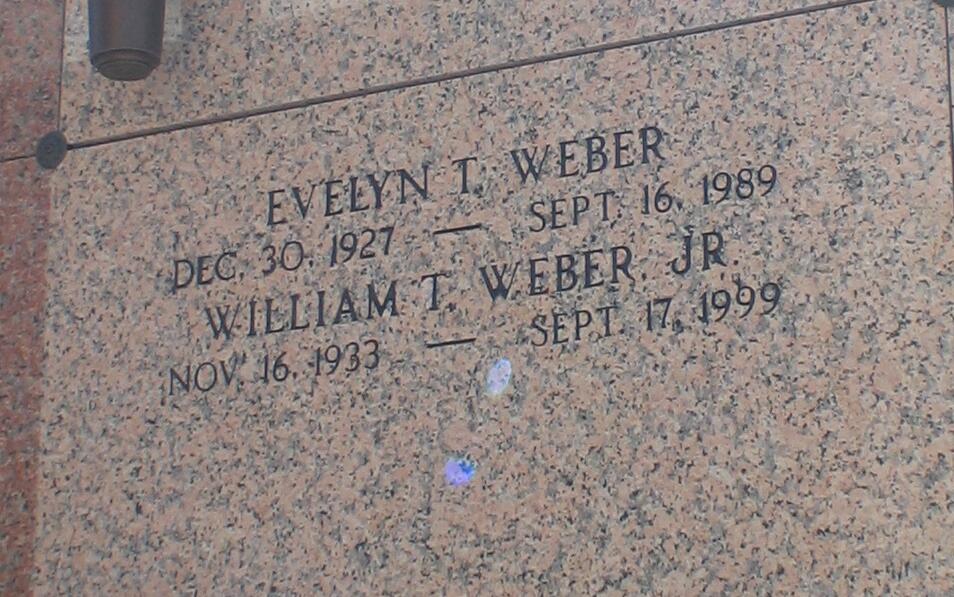 EVELYN T. WEBER
DEC. 30, 1927 — SEPT. 16, 1989
WILLIAM T. WEBER, JR.
NOV. 16, 1933 — SEPT. 17, 1999